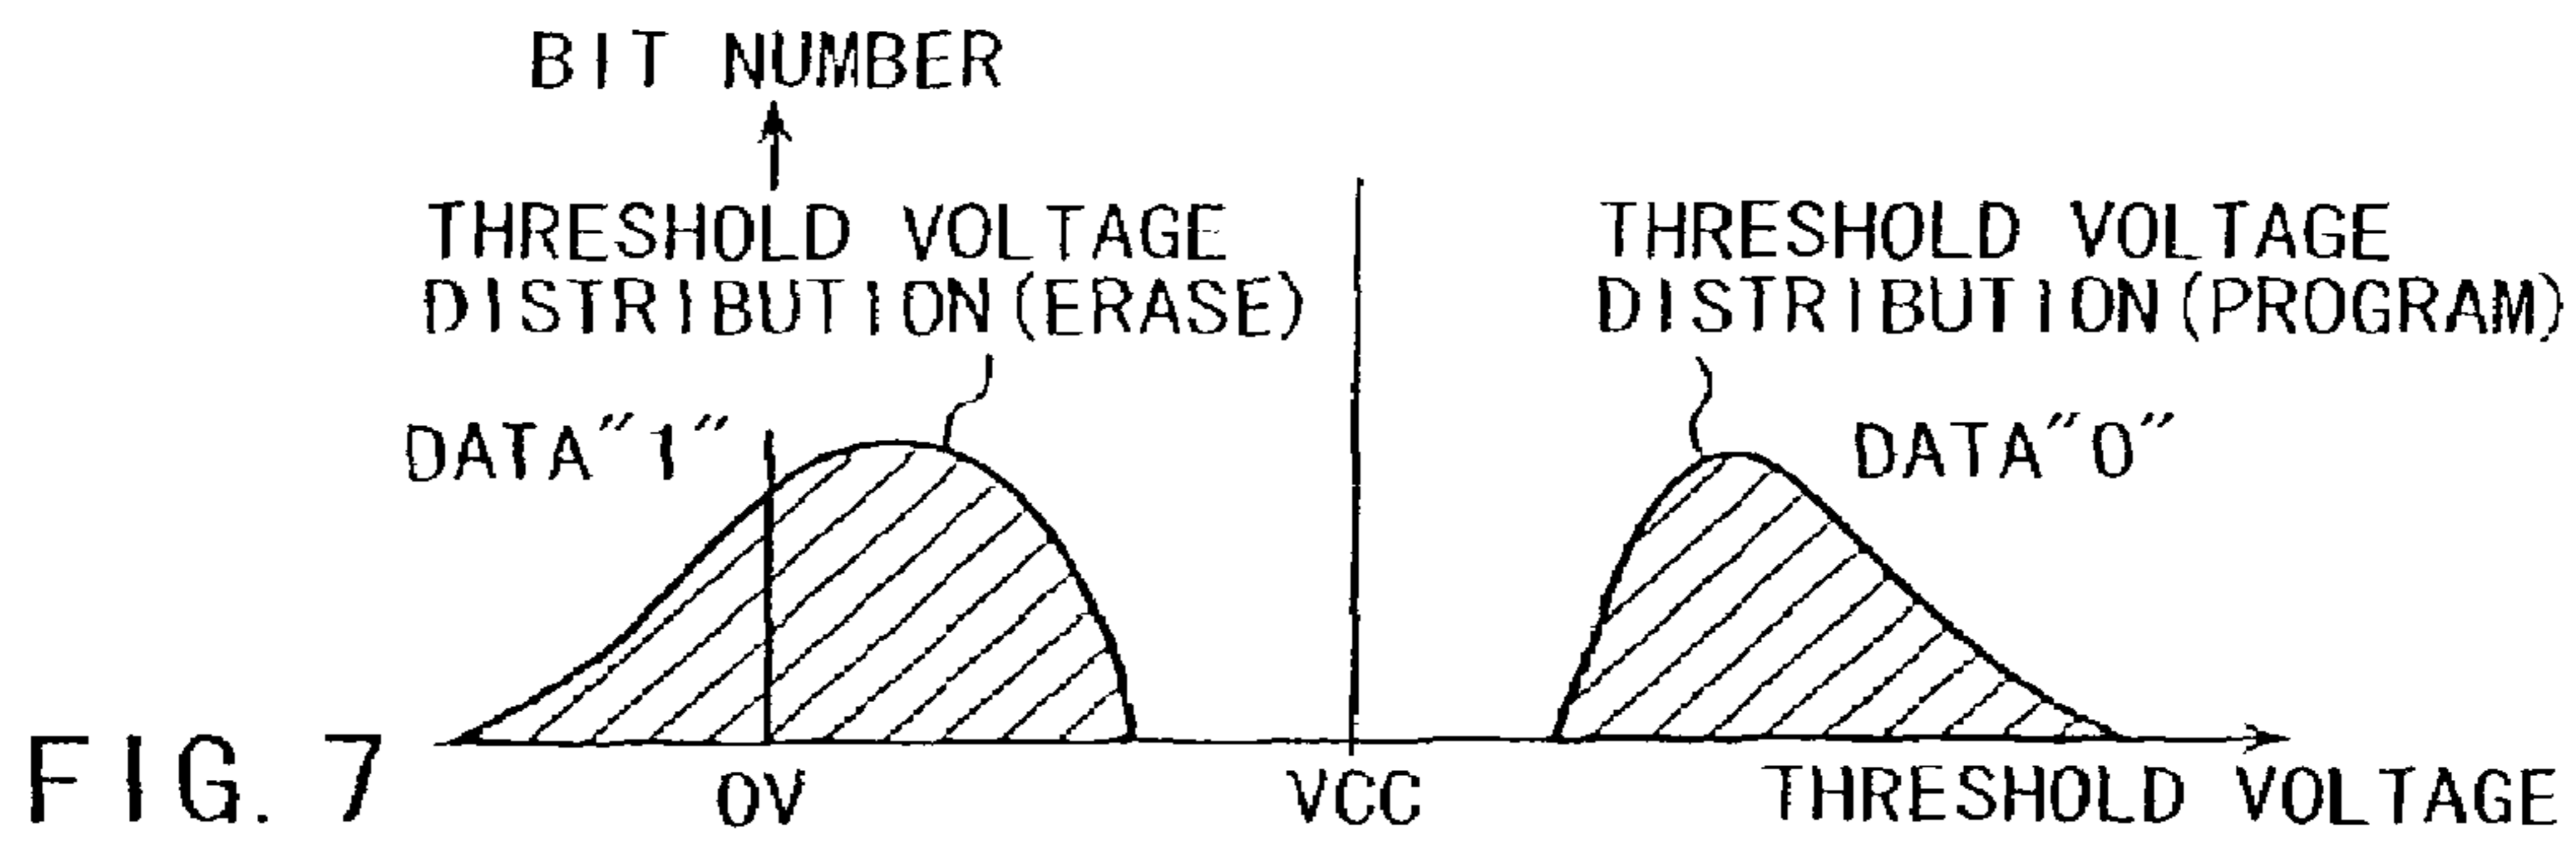 BIT NUMBER
THRESHOLD VOLTAGE
DISTRIBUTION(ERASE)
THRESHOLD VOLTAGE
DISTRIBUTION(PROGRAM)
DATA"1"
DATA"0"
0V
VCC
THRESHOLD VOLTAGE
FIG. 7